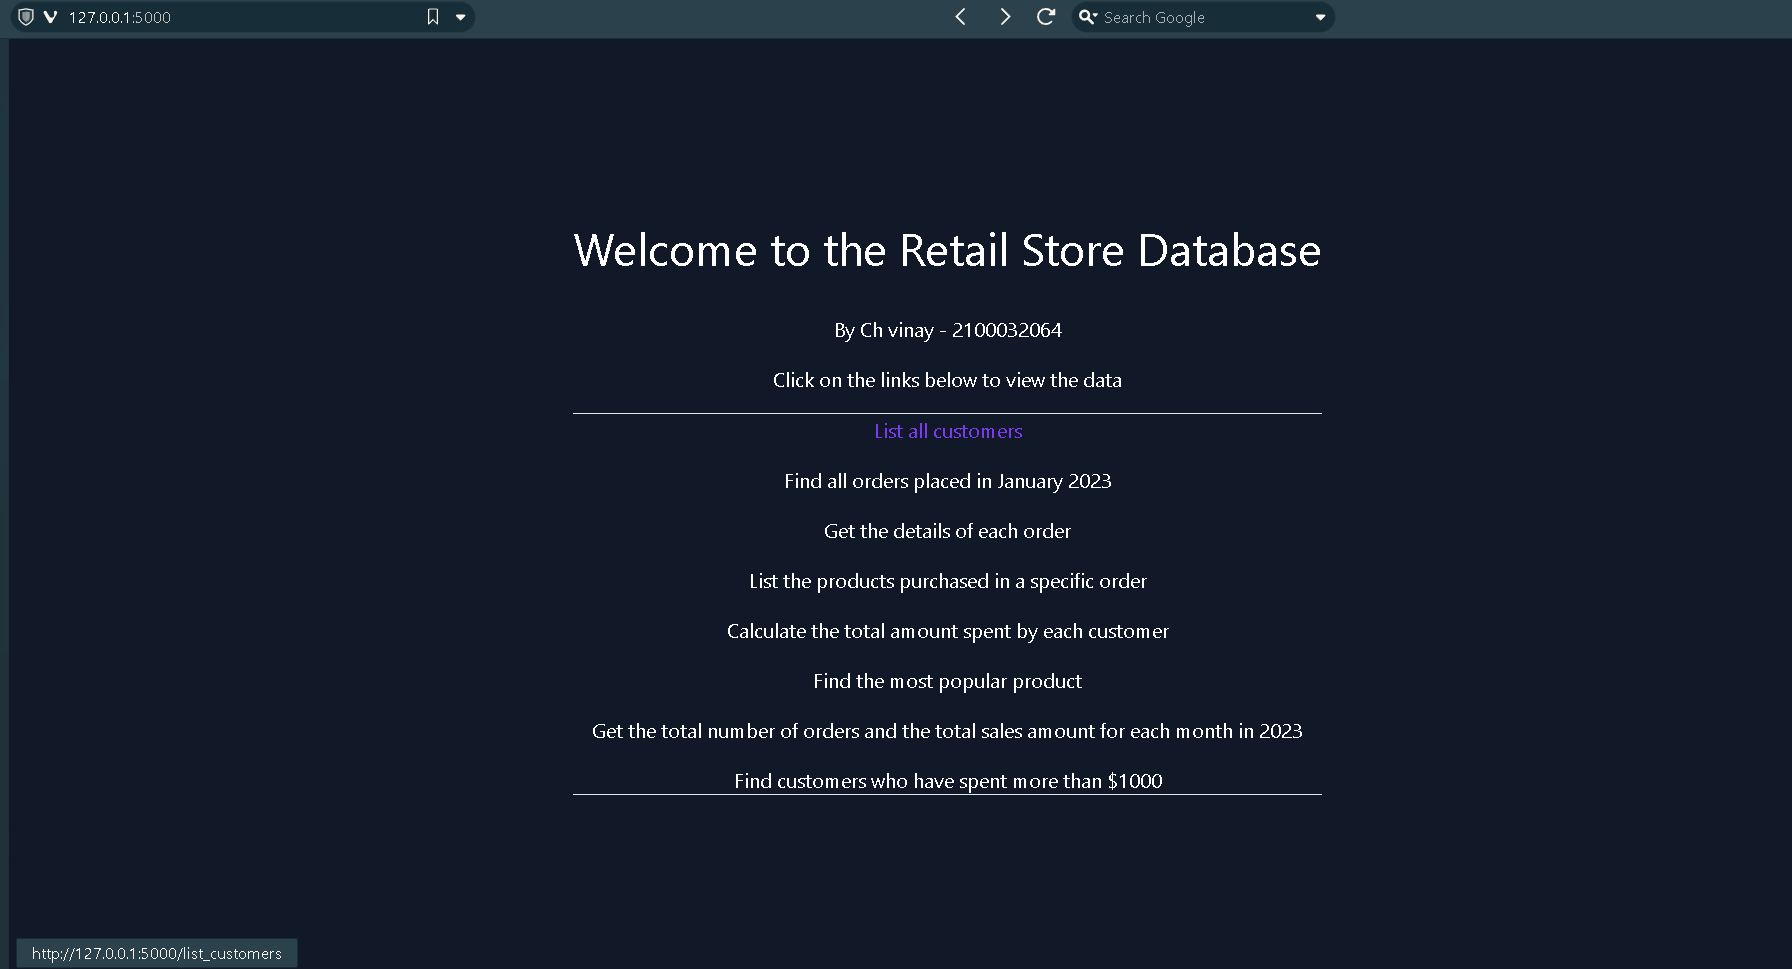 127.0.0.1:5000
Search Google
Welcome to the Retail Store Database
By Ch vinay - 2100032064
Click on the links below to view the data
List all customers
Find all orders placed in January 2023
Get the details of each order
List the products purchased in a specific order
Calculate the total amount spent by each customer
Find the most popular product
Get the total number of orders and the total sales amount for each month in 2023
Find customers who have spent more than $1000
http://127.0.0.1:5000/list_customers